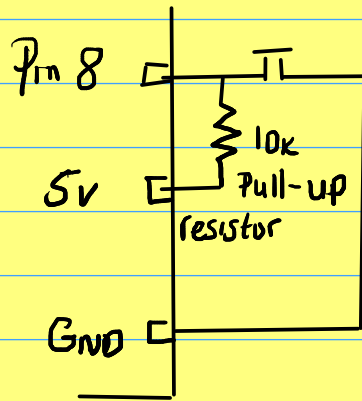 Pin 8
10k
5v
Pull-up
resistor
GND